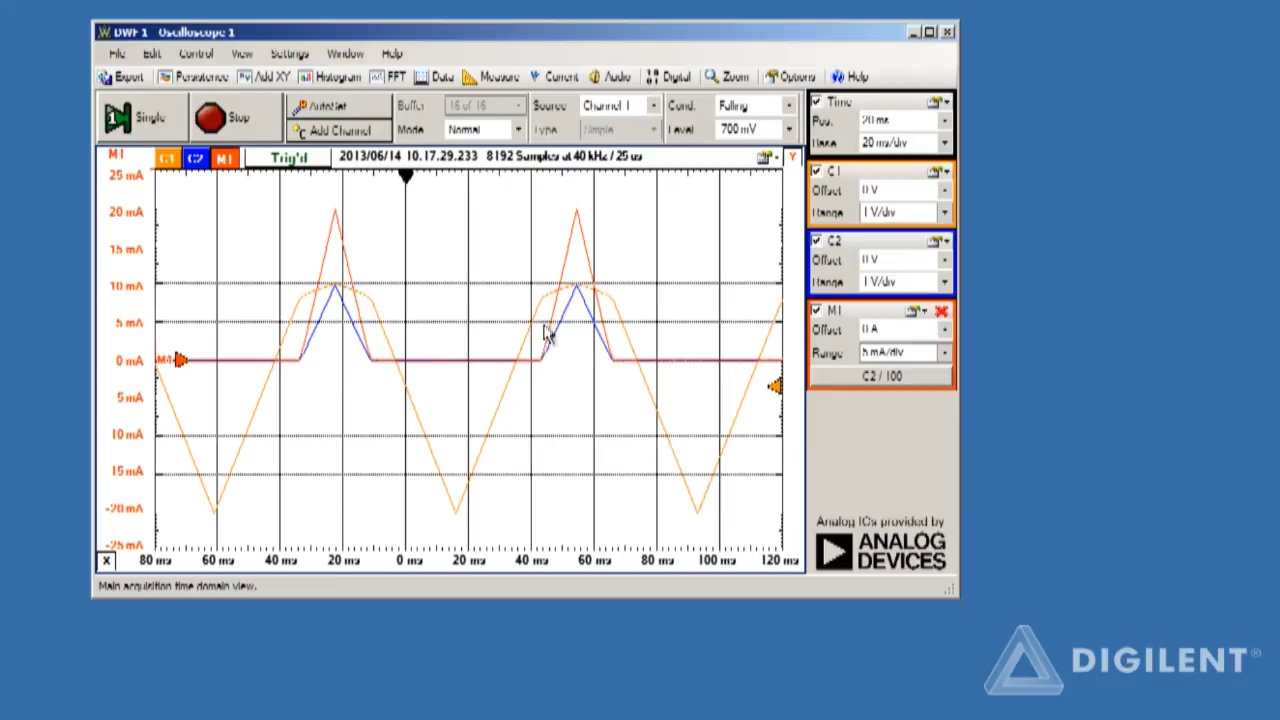 DWF 1 Oscilloscope 1
File Edit Control View Settings Window Help
Export Persistence Add XY Histogram FFT Data Measure Current Audio Digital Zoom Options Help
Single Stop AutoSet Buffer 16 of 16 Source Channel 1 Cond. Falling
Add Channel Mode Normal Type Simple Level 700 mV
M1 C1 C2 M1 Trig'd 2013/06/14 10.17.29.233 8192 Samples at 40 kHz / 25 us Y
25 mA
20 mA
15 mA
10 mA
5 mA
0 mA
5 mA
10 mA
15 mA
-20 mA
-25 mA
M1
X 80 ms 60 ms 40 ms 20 ms 0 ms 20 ms 40 ms 60 ms 80 ms 100 ms 120 ms
Main acquisition time domain view.
Time
Pos. 20 ms
Base 20 ms/div
C1
Offset 0 V
Range 1 V/div
C2
Offset 0 V
Range 1 V/div
M1
Offset 0 A
Range 5 mA/div
C2 / 100
Analog ICs provided by
ANALOG
DEVICES
DIGILENT®